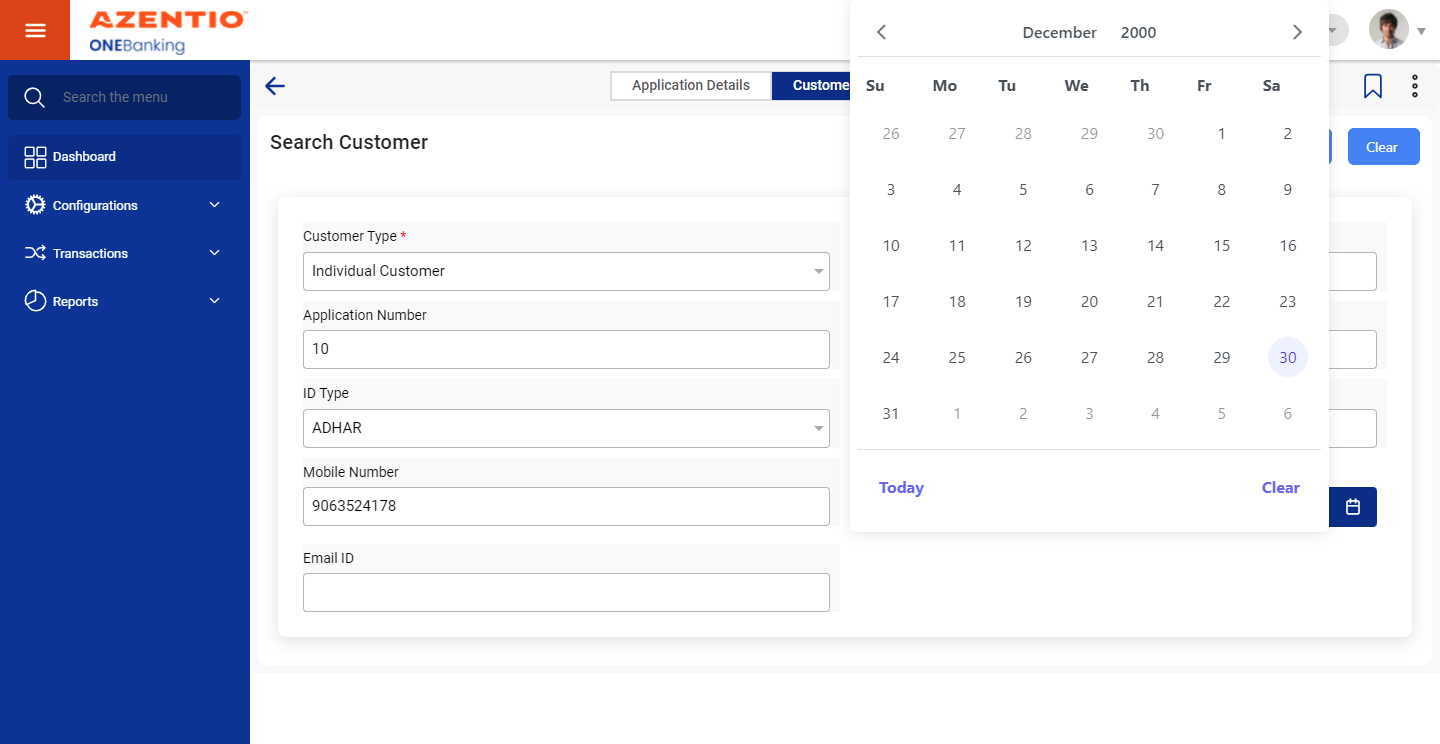 AZENTIO™
ONEBanking
Search the menu
Dashboard
Configurations
Transactions
Reports
Application Details
Custome
Search Customer
Clear
Customer Type *
Individual Customer
Application Number
10
ID Type
ADHAR
Mobile Number
9063524178
Email ID
December 2000
Su Mo Tu We Th Fr Sa
26 27 28 29 30 1 2
3 4 5 6 7 8 9
10 11 12 13 14 15 16
17 18 19 20 21 22 23
24 25 26 27 28 29 30
31 1 2 3 4 5 6
Today Clear